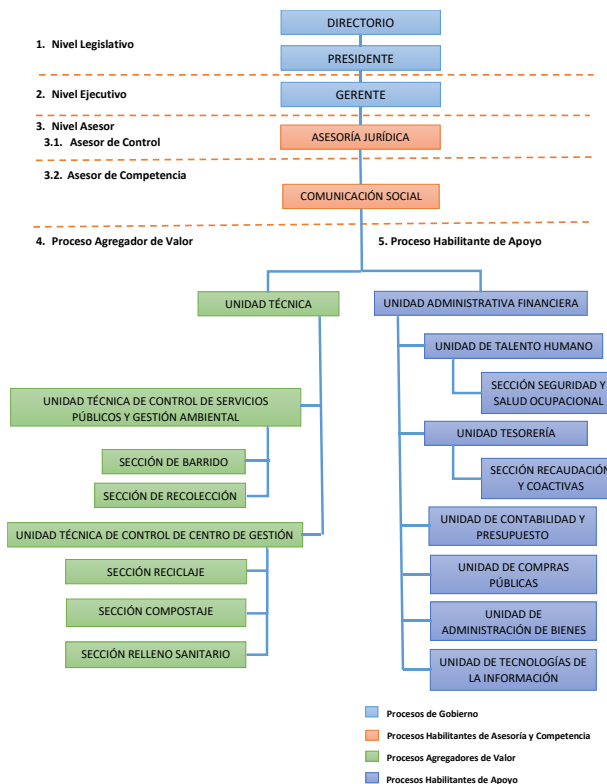 DIRECTORIO
1. Nivel Legislativo
PRESIDENTE
2. Nivel Ejecutivo
GERENTE
3. Nivel Asesor
3.1. Asesor de Control
ASESORÍA JURÍDICA
3.2. Asesor de Competencia
COMUNICACIÓN SOCIAL
4. Proceso Agregador de Valor
5. Proceso Habilitante de Apoyo
UNIDAD TÉCNICA
UNIDAD TÉCNICA DE CONTROL DE SERVICIOS
PÚBLICOS Y GESTIÓN AMBIENTAL
SECCIÓN DE BARRIDO
SECCIÓN DE RECOLECCIÓN
UNIDAD TÉCNICA DE CONTROL DE CENTRO DE GESTIÓN
SECCIÓN RECICLAJE
SECCIÓN COMPOSTAJE
SECCIÓN RELLENO SANITARIO
UNIDAD ADMINISTRATIVA FINANCIERA
UNIDAD DE TALENTO HUMANO
SECCIÓN SEGURIDAD Y
SALUD OCUPACIONAL
UNIDAD TESORERÍA
SECCIÓN RECAUDACIÓN
Y COACTIVAS
UNIDAD DE CONTABILIDAD Y
PRESUPUESTO
UNIDAD DE COMPRAS
PÚBLICAS
UNIDAD DE
ADMINISTRACIÓN DE BIENES
UNIDAD DE TECNOLOGÍAS DE
LA INFORMACIÓN
Procesos de Gobierno
Procesos Habilitantes de Asesoría y Competencia
Procesos Agregadores de Valor
Procesos Habilitantes de Apoyo